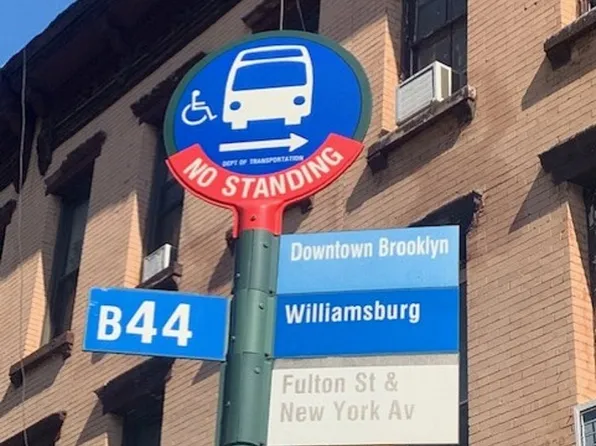 DEPT OF TRANSPORTATION
NO STANDING
Downtown Brooklyn
B44
Williamsburg
Fulton St &
New York Av